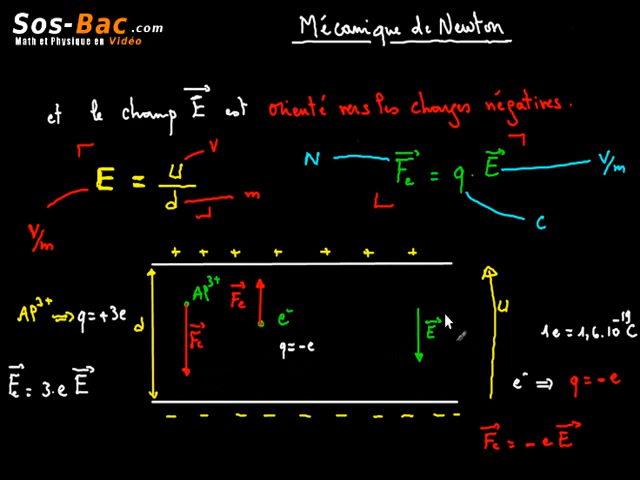 Sos-Bac.com
Math et Physique en Vidéo
Mécanique de Newton
et le champ E est orienté vers les charges négatives.
E = U/d
V
m
V/m
Fe = q . E
N
V/m
C
+ + + + + + +
Al³⁺ ⟹ q = +3e
Fe = 3.e E
d
Al³⁺
Fe
Fe
e⁻
q = -e
E
U
1e = 1,6.10⁻¹⁹ C
e⁻ ⟹ q = -e
Fe = -e E
_ _ _ _ _ _ _ _ _ _